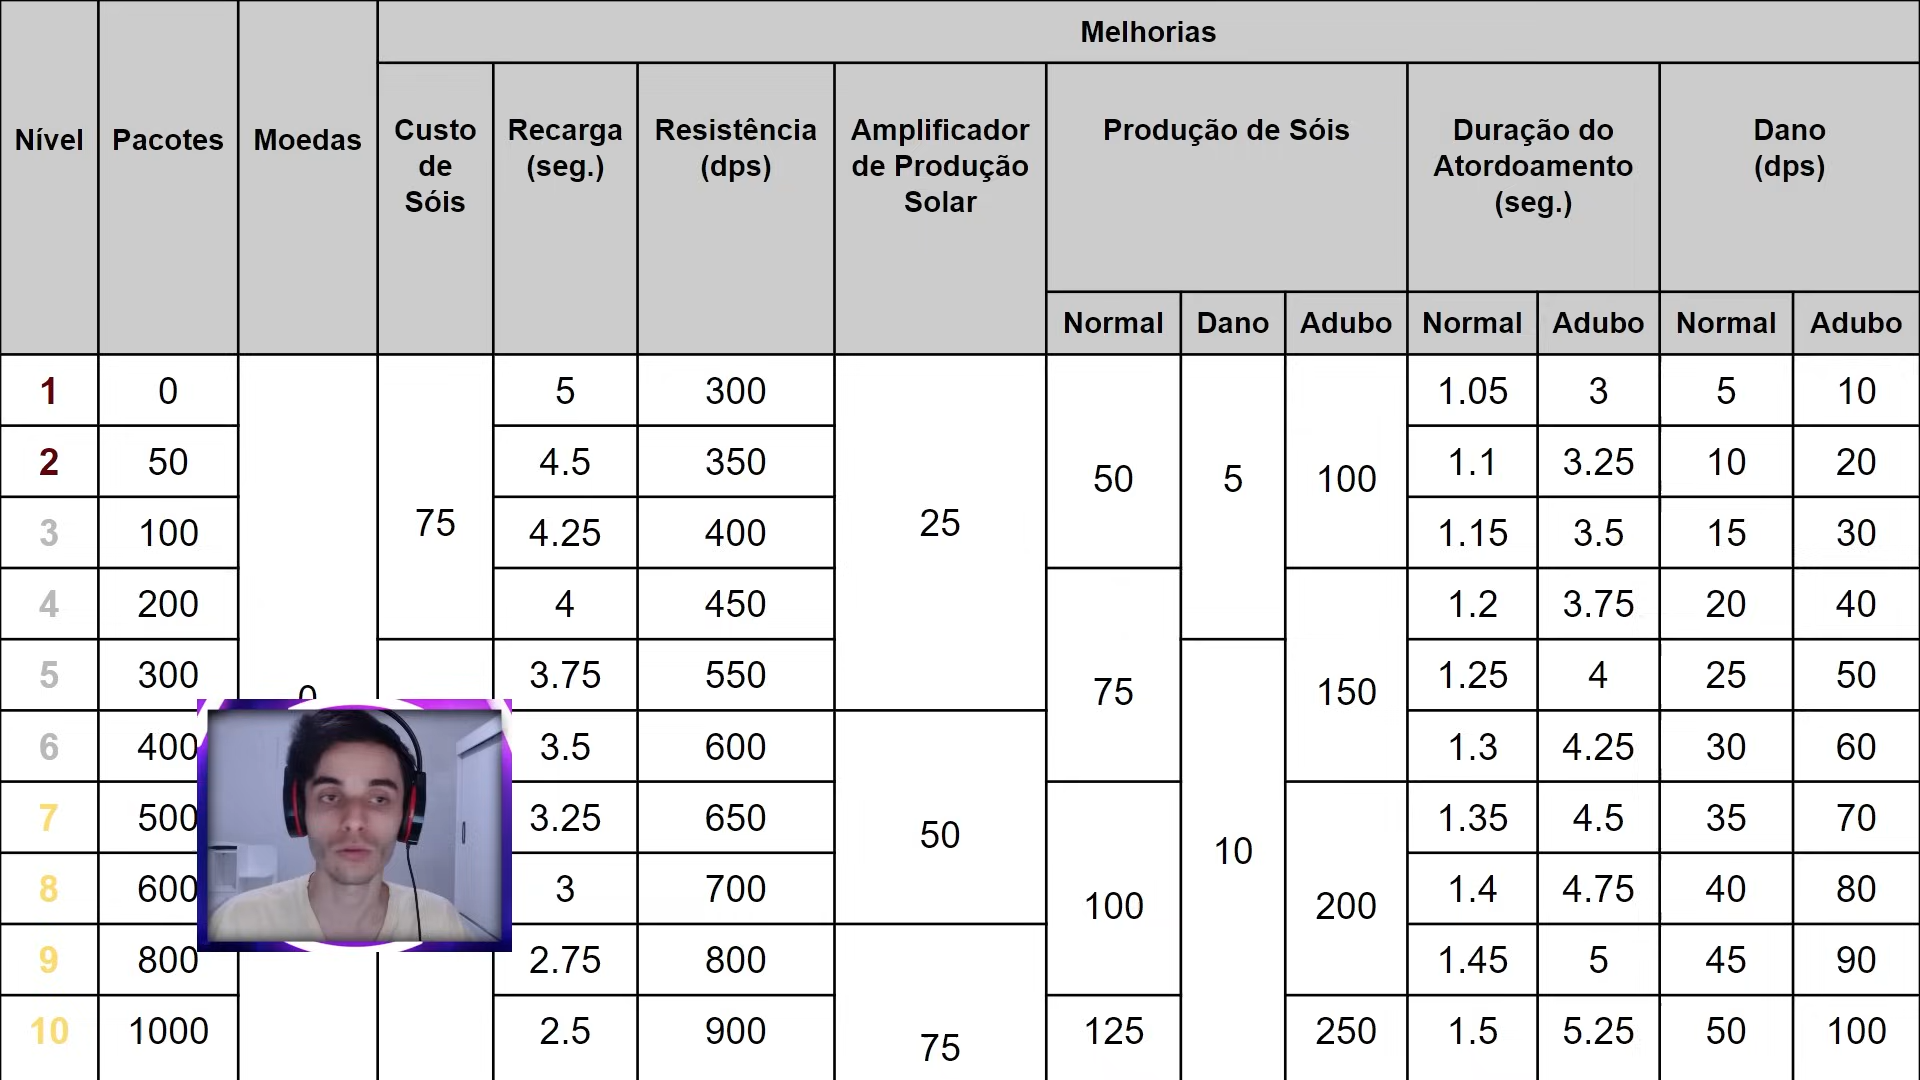 Melhorias
Nível Pacotes Moedas Custo de Sóis Recarga (seg.) Resistência (dps) Amplificador de Produção Solar Produção de Sóis Duração do Atordoamento (seg.) Dano (dps)
Normal Dano Adubo Normal Adubo Normal Adubo
1 0 5 300 1.05 3 5 10
2 50 4.5 350 50 5 100 1.1 3.25 10 20
3 100 75 4.25 400 25 1.15 3.5 15 30
4 200 4 450 1.2 3.75 20 40
5 300 3.75 550 75 150 1.25 4 25 50
6 400 3.5 600 1.3 4.25 30 60
7 500 3.25 650 50 1.35 4.5 35 70
8 600 3 700 100 10 200 1.4 4.75 40 80
9 800 2.75 800 1.45 5 45 90
10 1000 2.5 900 75 125 250 1.5 5.25 50 100